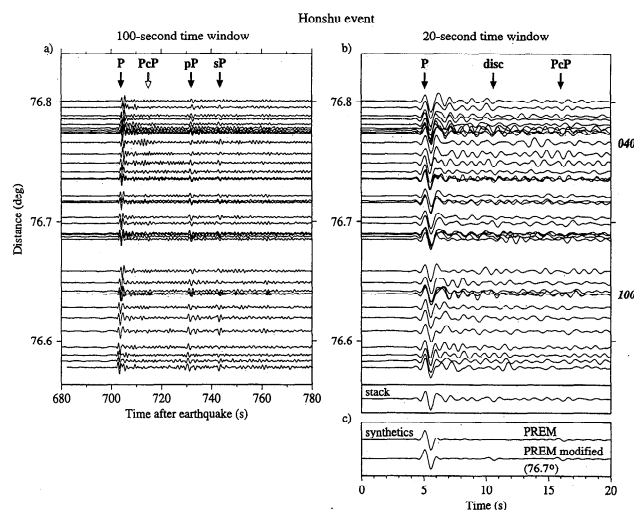 Honshu event
100-second time window
20-second time window
a)
b)
P PcP pP sP
P disc PcP
76.8
76.7
76.6
Distance (deg)
680 700 720 740 760 780
Time after earthquake (s)
76.8
76.7
76.6
040
100
stack
c)
synthetics
PREM
PREM modified
(76.7º)
0 5 10 15 20
Time (s)